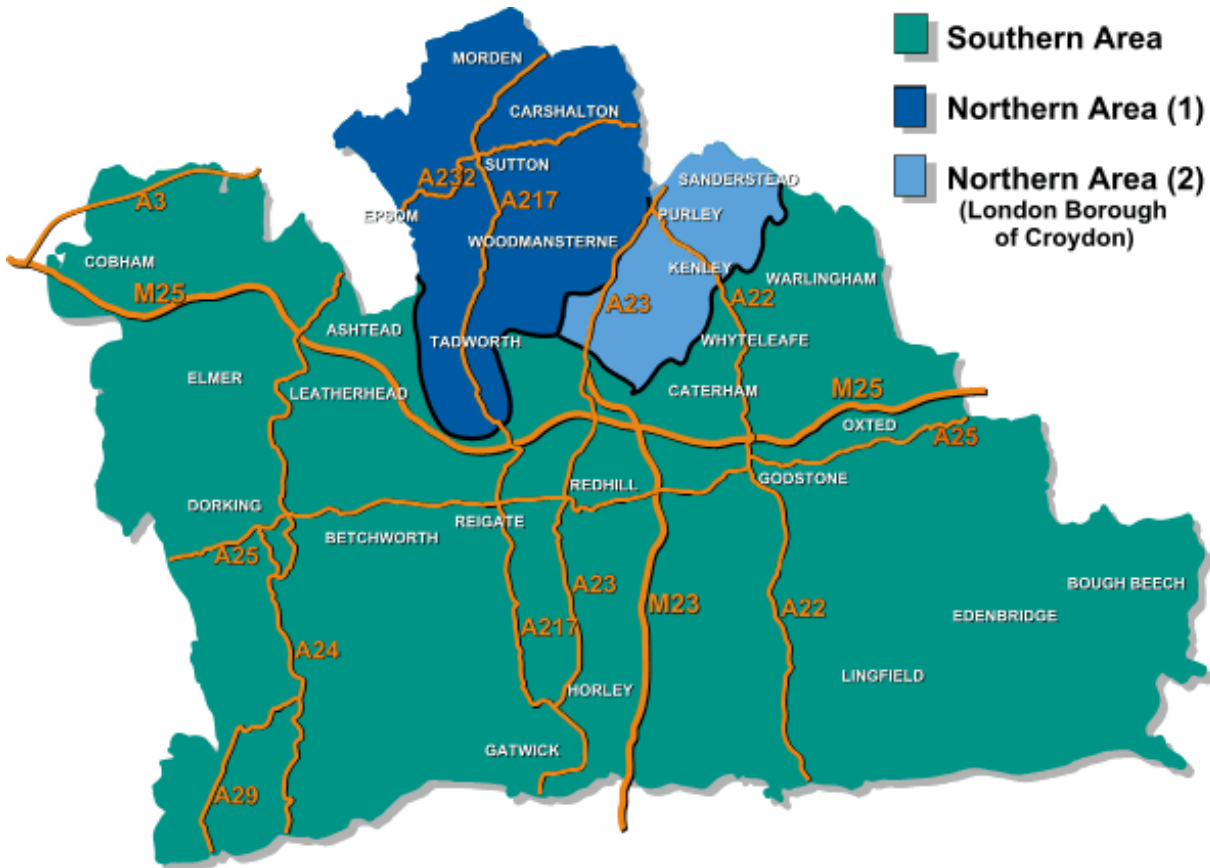 Southern Area
Northern Area (1)
Northern Area (2)
(London Borough
of Croydon)
MORDEN
CARSHALTON
SUTTON
A232
SANDERSTEAD
A3
A217
EPSOM
PURLEY
WOODMANSTERNE
COBHAM
KENLEY
WARLINGHAM
M25
A23
A22
ASHTEAD
TADWORTH
WHYTELEAFE
ELMER
LEATHERHEAD
CATERHAM
M25
OXTED
A25
REDHILL
GODSTONE
DORKING
REIGATE
BETCHWORTH
A25
A23
M23
A22
BOUGH BEECH
EDENBRIDGE
A217
A24
LINGFIELD
HORLEY
GATWICK
A29